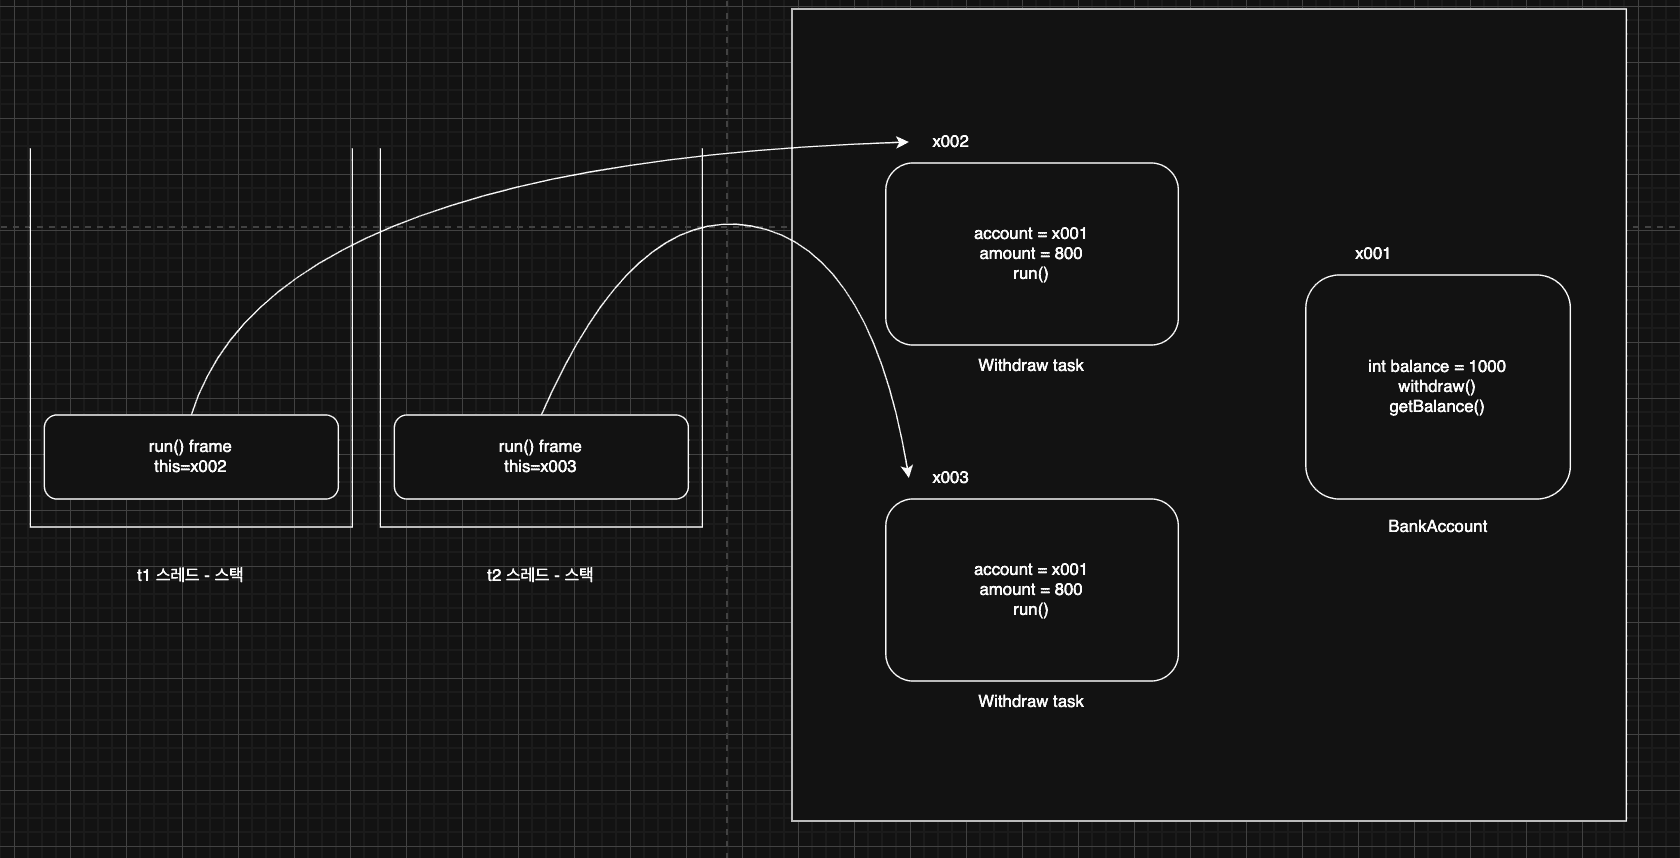 run() frame
this=x002
t1 스레드 - 스택
run() frame
this=x003
t2 스레드 - 스택
x002
account = x001
amount = 800
run()
Withdraw task
x003
account = x001
amount = 800
run()
Withdraw task
x001
int balance = 1000
withdraw()
getBalance()
BankAccount